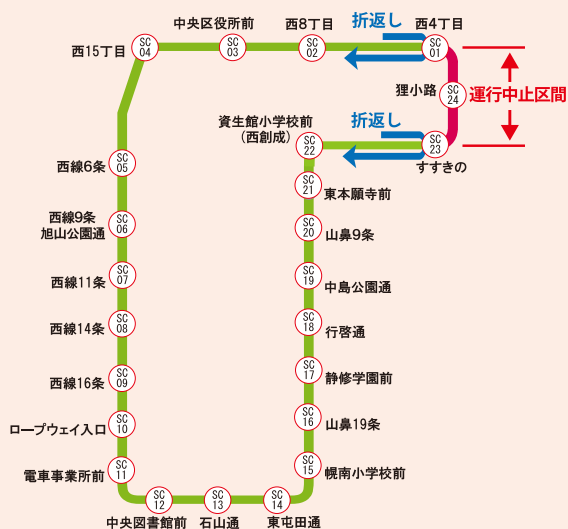 折返し
西4丁目
SC
01
西8丁目
SC
02
中央区役所前
SC
03
西15丁目
SC
04
狸小路
SC
24
運行中止区間
折返し
すすきの
SC
23
資生館小学校前
(西創成)
SC
22
西線6条
SC
05
SC
21
東本願寺前
西線9条
旭山公園通
SC
06
SC
20
山鼻9条
西線11条
SC
07
SC
19
中島公園通
西線14条
SC
08
SC
18
行啓通
西線16条
SC
09
SC
17
静修学園前
ロープウェイ入口
SC
10
SC
16
山鼻19条
電車事業所前
SC
11
SC
15
幌南小学校前
SC
12
中央図書館前
SC
13
石山通
SC
14
東屯田通